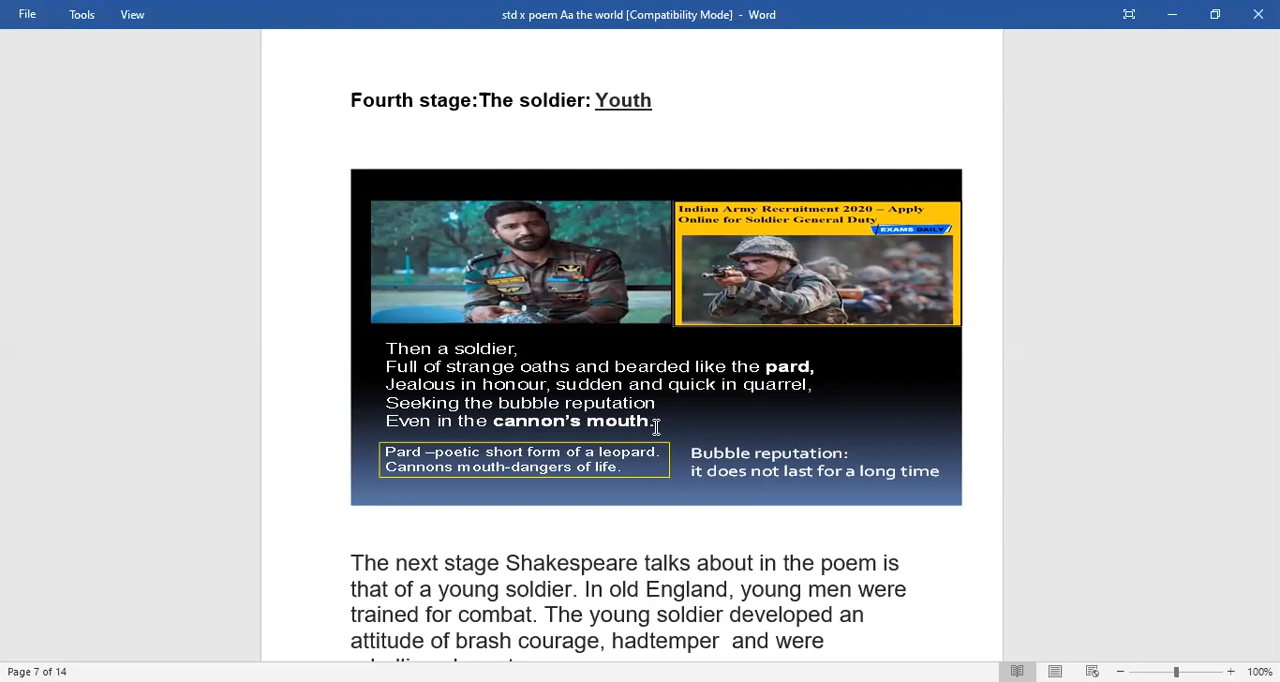 File Tools View std x poem Aa the world [Compatibility Mode] - Word
Fourth stage:The soldier: Youth
Indian Army Recruitment 2020 – Apply
Online for Soldier General Duty
EXAMS DAILY
Then a soldier,
Full of strange oaths and bearded like the pard,
Jealous in honour, sudden and quick in quarrel,
Seeking the bubble reputation
Even in the cannon's mouth.
Pard –poetic short form of a leopard.
Cannons mouth-dangers of life.
Bubble reputation:
it does not last for a long time
The next stage Shakespeare talks about in the poem is
that of a young soldier. In old England, young men were
trained for combat. The young soldier developed an
attitude of brash courage, hadtemper and were
Page 7 of 14
100%